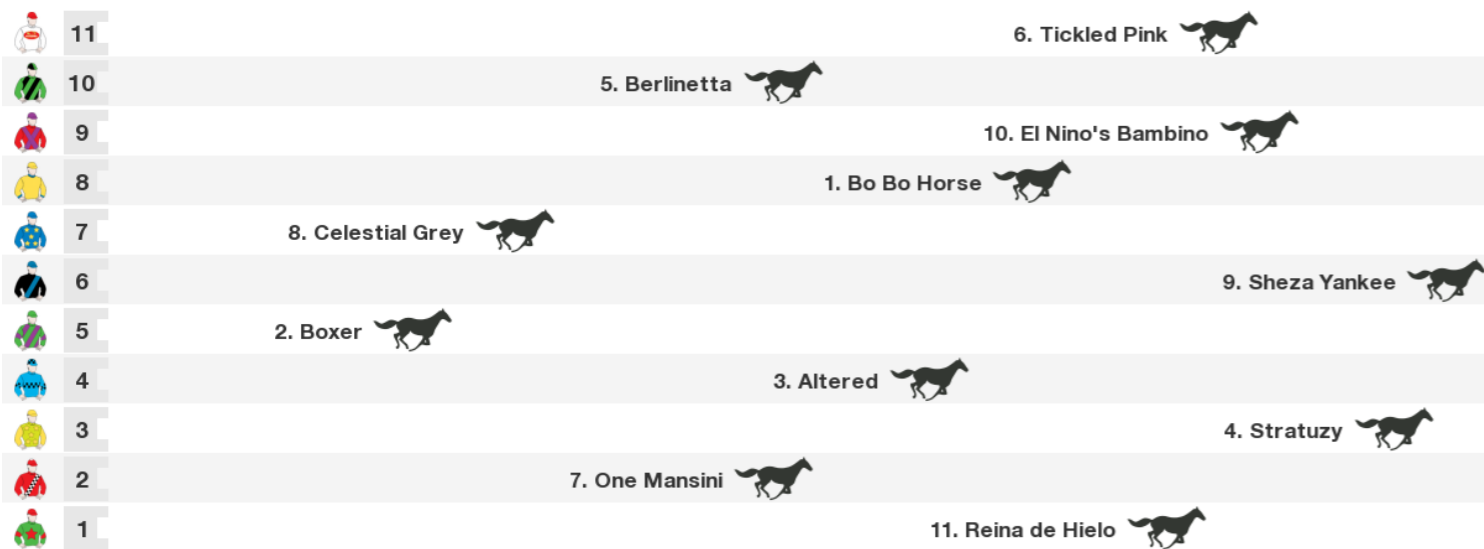 11 6. Tickled Pink
10 5. Berlinetta
9 10. El Nino's Bambino
8 1. Bo Bo Horse
7 8. Celestial Grey
6 9. Sheza Yankee
5 2. Boxer
4 3. Altered
3 4. Stratuzy
2 7. One Mansini
1 11. Reina de Hielo